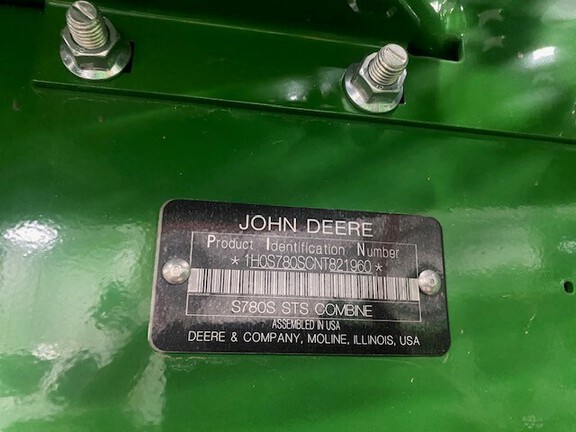 JOHN DEERE
Product Identification Number
*1H0S780SCNT821960*
S780S STS COMBINE
ASSEMBLED IN USA
DEERE & COMPANY, MOLINE, ILLINOIS, USA